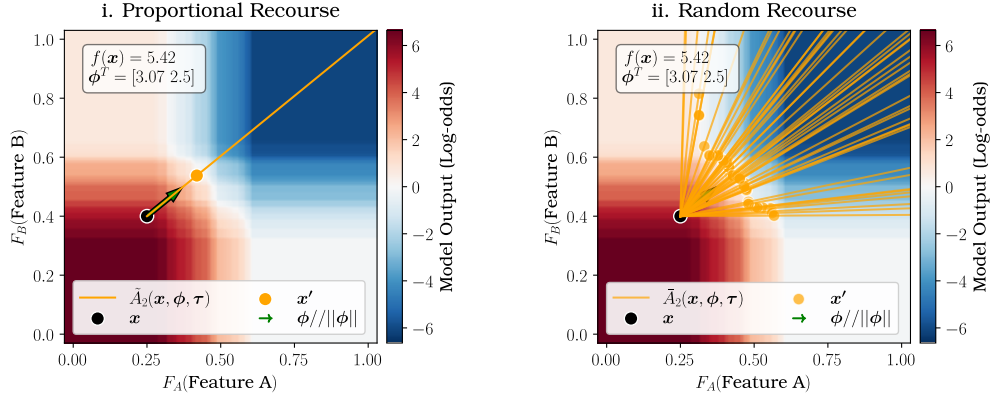 i. Proportional Recourse
f(x) = 5.42
ϕᵀ = [3.07 2.5]
1.0
0.8
0.6
0.4
0.2
0.0
F_B(Feature B)
Ã₂(x, ϕ, τ)
x
x′
ϕ//||ϕ||
0.00 0.25 0.50 0.75 1.00
F_A(Feature A)
6
4
2
0
−2
−4
−6
Model Output (Log-odds)
ii. Random Recourse
f(x) = 5.42
ϕᵀ = [3.07 2.5]
1.0
0.8
0.6
0.4
0.2
0.0
F_B(Feature B)
Ā₂(x, ϕ, τ)
x
x′
ϕ//||ϕ||
0.00 0.25 0.50 0.75 1.00
F_A(Feature A)
6
4
2
0
−2
−4
−6
Model Output (Log-odds)